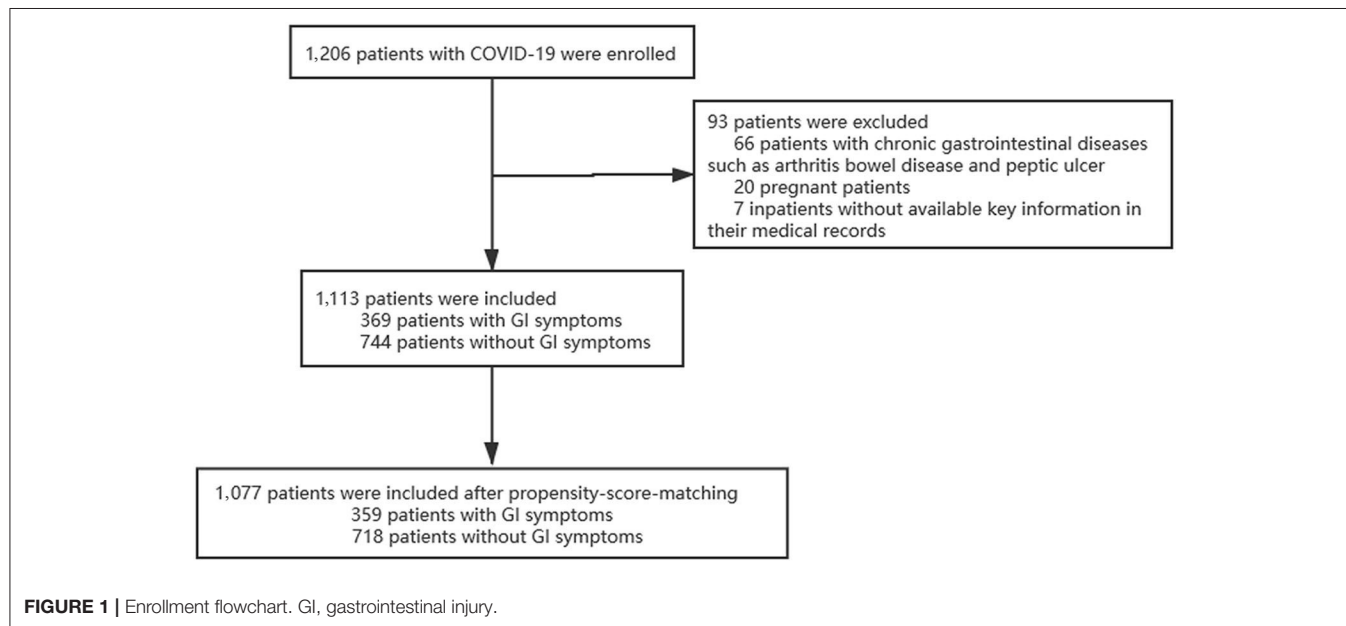 1,206 patients with COVID-19 were enrolled
93 patients were excluded
66 patients with chronic gastrointestinal diseases
such as arthritis bowel disease and peptic ulcer
20 pregnant patients
7 inpatients without available key information in
their medical records
1,113 patients were included
369 patients with GI symptoms
744 patients without GI symptoms
1,077 patients were included after propensity-score-matching
359 patients with GI symptoms
718 patients without GI symptoms
FIGURE 1 | Enrollment flowchart. GI, gastrointestinal injury.